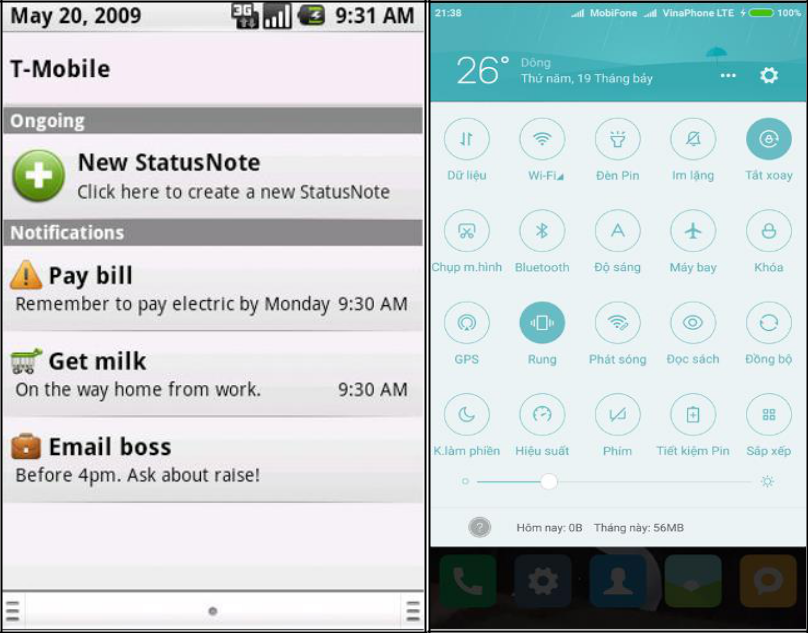 May 20, 2009 3G 9:31 AM
T-Mobile
Ongoing
New StatusNote
Click here to create a new StatusNote
Notifications
Pay bill
Remember to pay electric by Monday 9:30 AM
Get milk
On the way home from work. 9:30 AM
Email boss
Before 4pm. Ask about raise!
21:38 MobiFone VinaPhone LTE 100%
26° Dông
Thứ năm, 19 Tháng bảy
Dữ liệu Wi-Fi Đèn Pin Im lặng Tắt xoay
Chụp m.hình Bluetooth Độ sáng Máy bay Khóa
GPS Rung Phát sóng Đọc sách Đồng bộ
K.làm phiền Hiệu suất Phím Tiết kiệm Pin Sắp xếp
? Hôm nay: 0B Tháng này: 56MB